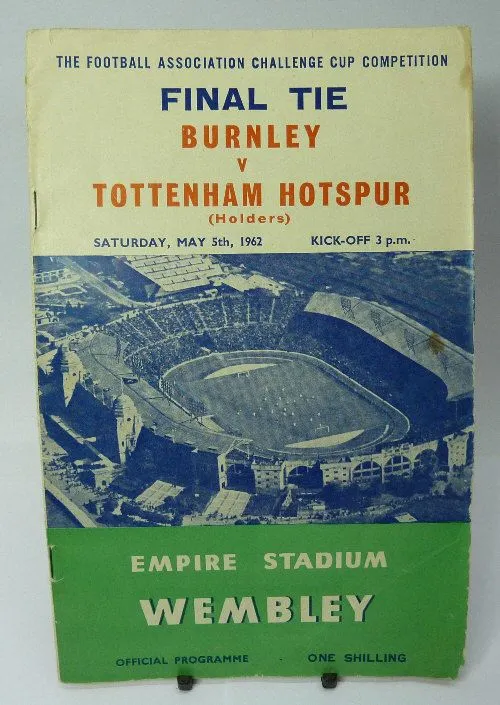 THE FOOTBALL ASSOCIATION CHALLENGE CUP COMPETITION
FINAL TIE
BURNLEY
V
TOTTENHAM HOTSPUR
(Holders)
SATURDAY, MAY 5th, 1962 KICK-OFF 3 p.m.
EMPIRE STADIUM
WEMBLEY
OFFICIAL PROGRAMME · ONE SHILLING